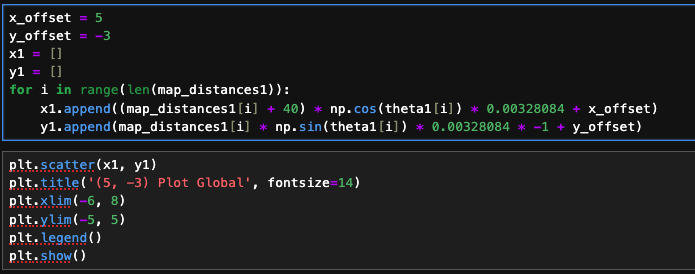 x_offset = 5
y_offset = -3
x1 = []
y1 = []
for i in range(len(map_distances1)):
    x1.append((map_distances1[i] + 40) * np.cos(theta1[i]) * 0.00328084 + x_offset)
    y1.append(map_distances1[i] * np.sin(theta1[i]) * 0.00328084 * -1 + y_offset)
plt.scatter(x1, y1)
plt.title('(5, -3) Plot Global', fontsize=14)
plt.xlim(-6, 8)
plt.ylim(-5, 5)
plt.legend()
plt.show()